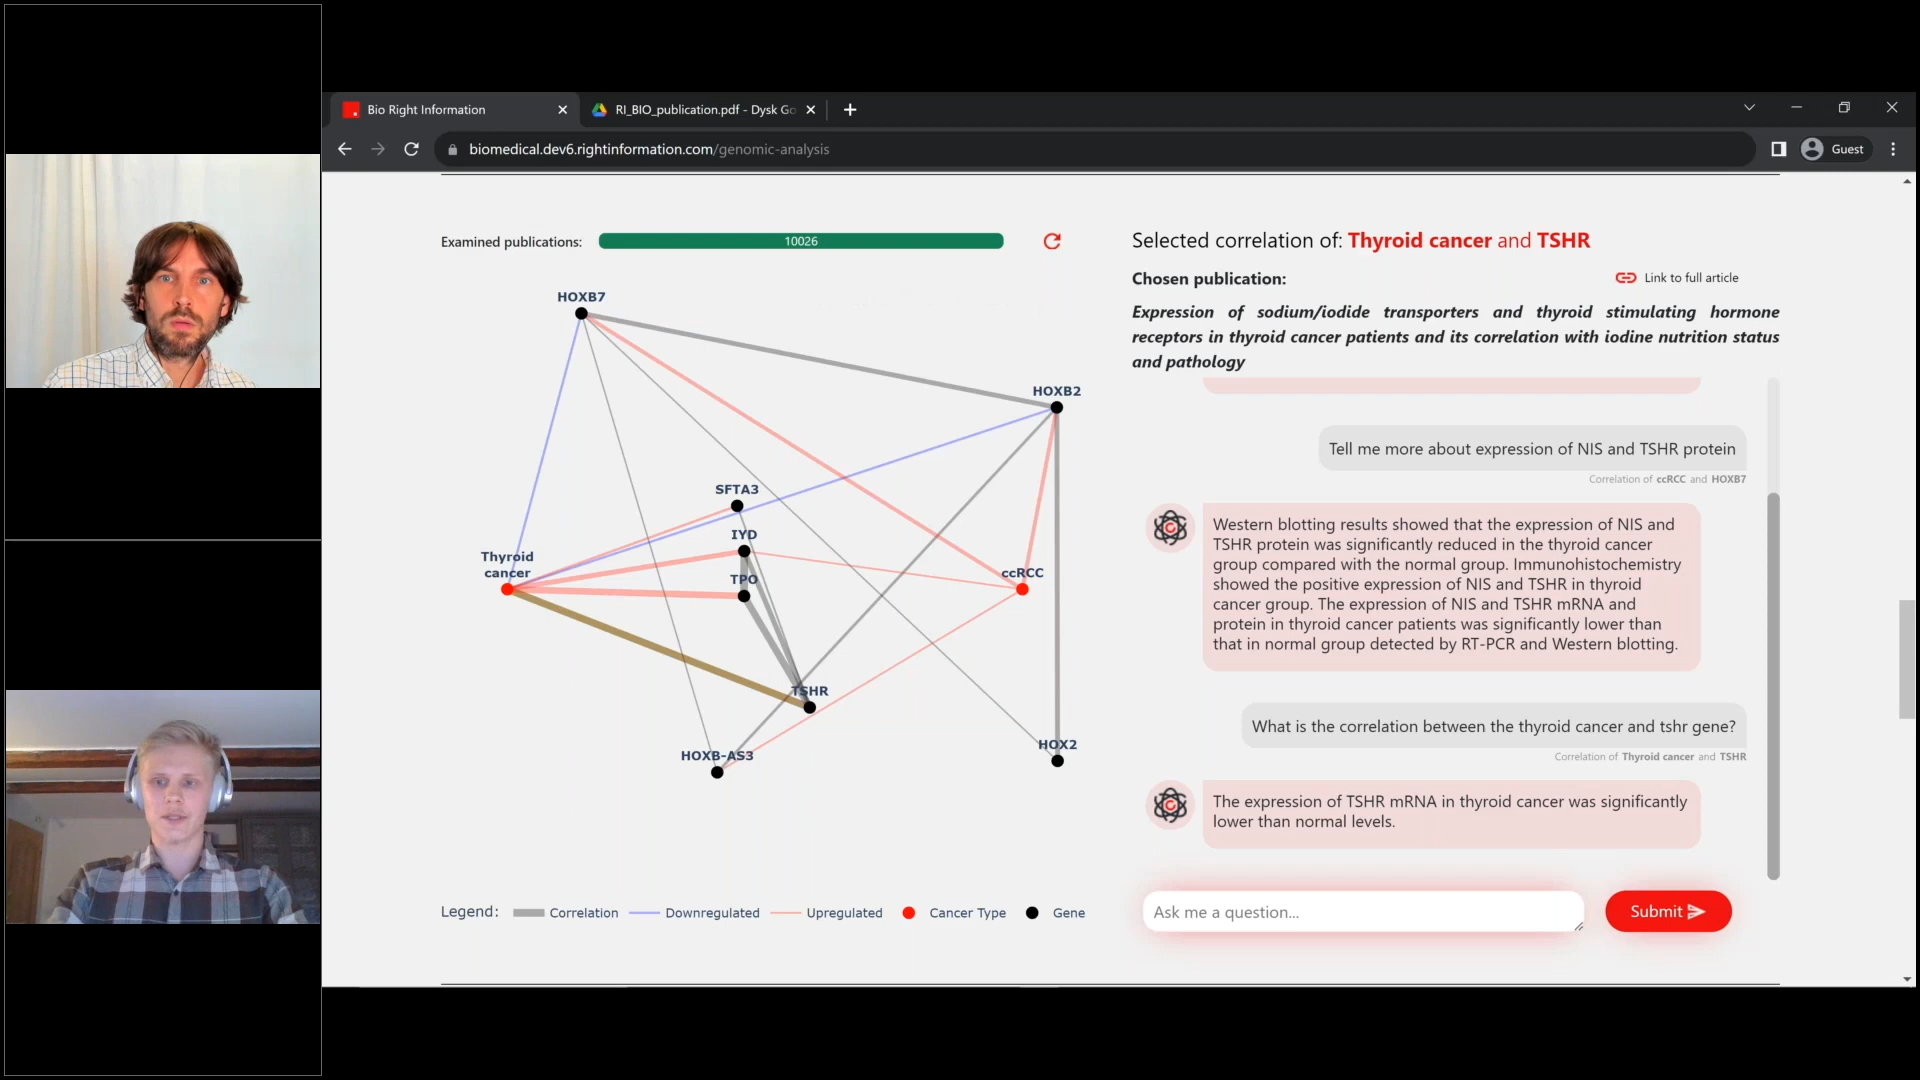 Bio Right Information
RI_BIO_publication.pdf - Dysk Go
biomedical.dev6.rightinformation.com/genomic-analysis
Guest
Examined publications:
10026
HOXB7
HOXB2
SFTA3
IYD
Thyroid
cancer
TPO
ccRCC
TSHR
HOXB-AS3
HOX2
Legend:
Correlation
Downregulated
Upregulated
Cancer Type
Gene
Selected correlation of: Thyroid cancer and TSHR
Chosen publication:
Link to full article
Expression of sodium/iodide transporters and thyroid stimulating hormone
receptors in thyroid cancer patients and its correlation with iodine nutrition status
and pathology
Tell me more about expression of NIS and TSHR protein
Correlation of ccRCC and HOXB7
Western blotting results showed that the expression of NIS and
TSHR protein was significantly reduced in the thyroid cancer
group compared with the normal group. Immunohistochemistry
showed the positive expression of NIS and TSHR in thyroid
cancer group. The expression of NIS and TSHR mRNA and
protein in thyroid cancer patients was significantly lower than
that in normal group detected by RT-PCR and Western blotting.
What is the correlation between the thyroid cancer and tshr gene?
Correlation of Thyroid cancer and TSHR
The expression of TSHR mRNA in thyroid cancer was significantly
lower than normal levels.
Ask me a question...
Submit